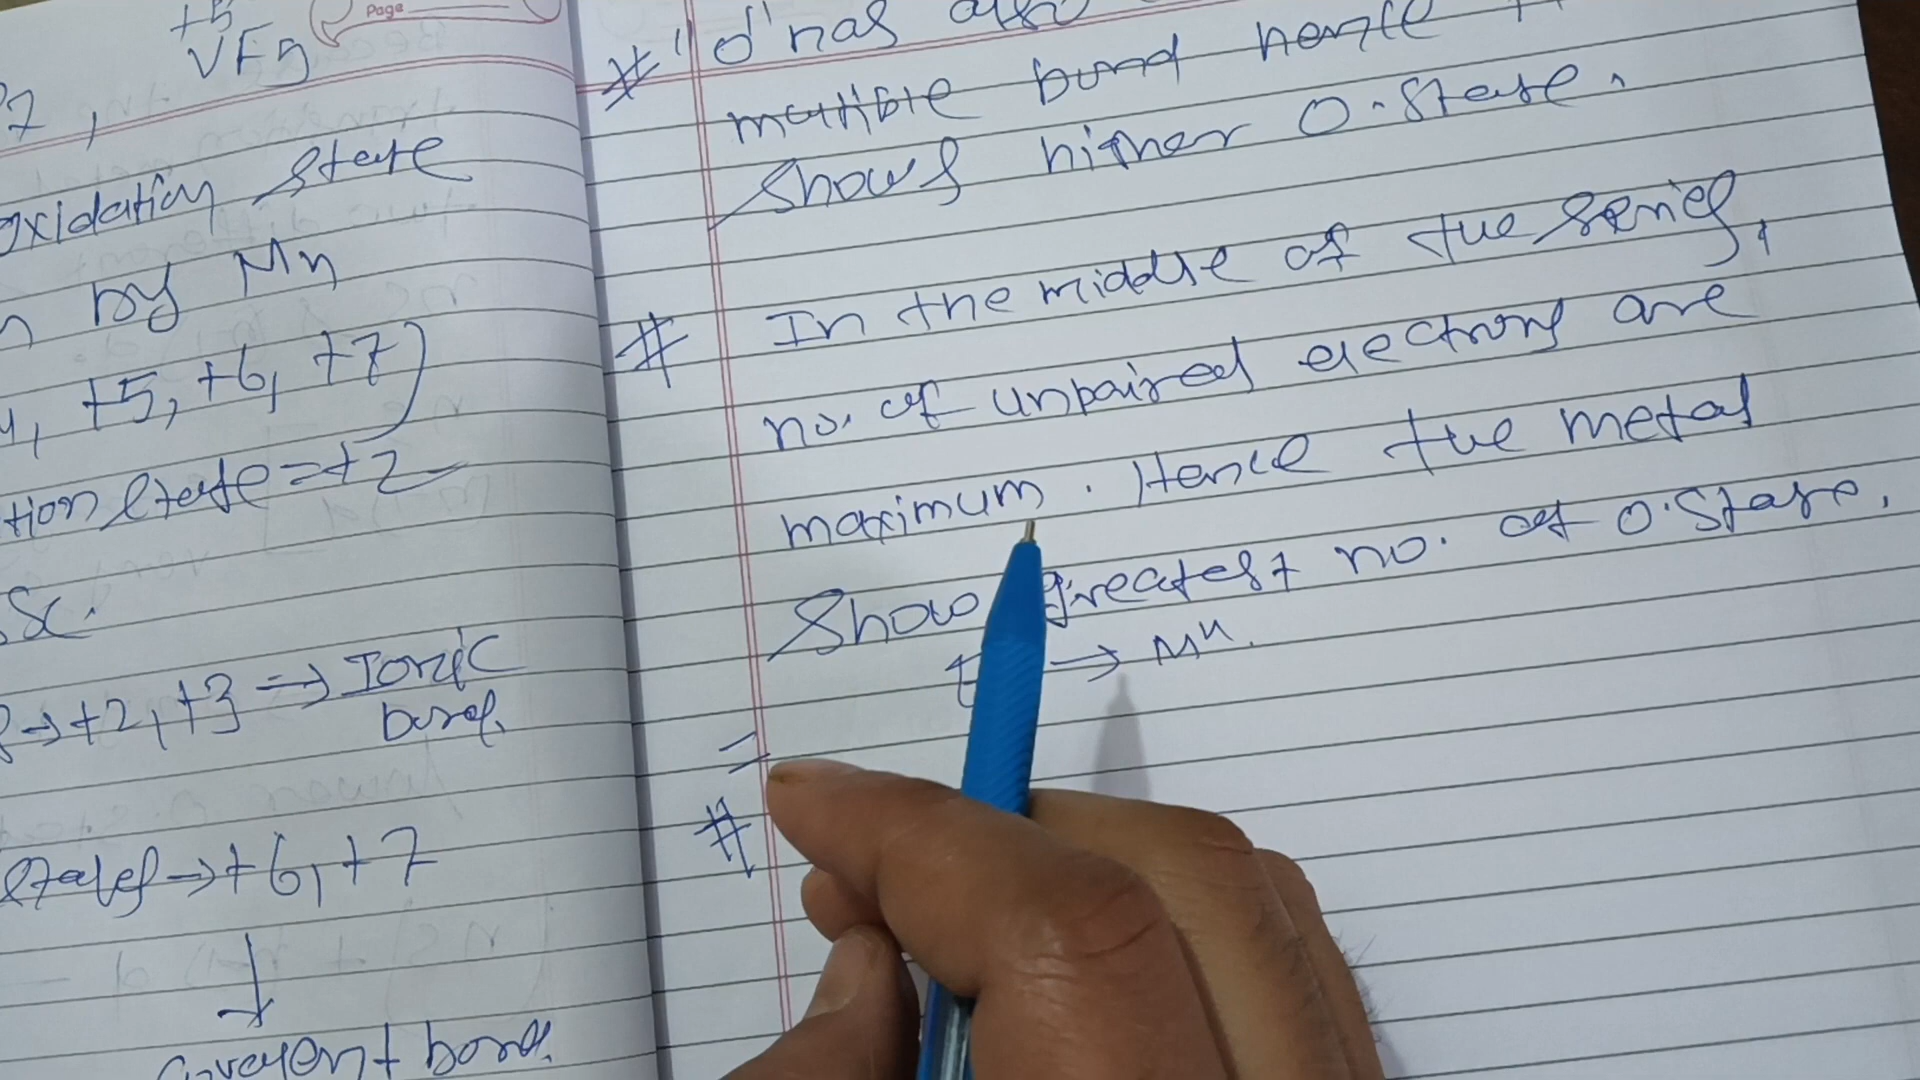 Page
+5
VF5
7,
oxidation state
by Mn
+5, +6, +7)
tion state = +2
Sc.
→ +2, +3 ⇒ Ionic
bond.
states → +6, +7
↓
Covalent bond.
# "O" has also
multiple bond hence
shows higher O.State.
# In the middle of the series,
no. of unpaired electrons are
maximum. Hence the metal
Show greatest no. of O.State.
→ Mn.
=
#